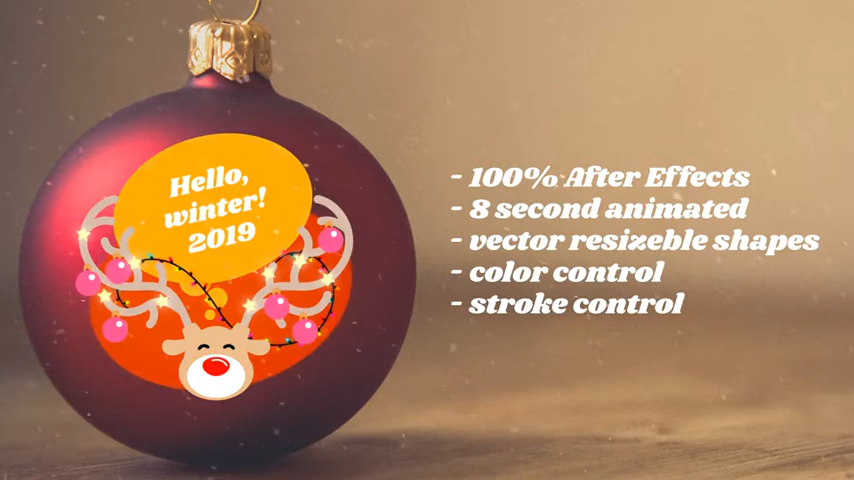 Hello,
winter!
2019
- 100% After Effects
- 8 second animated
- vector resizeble shapes
- color control
- stroke control